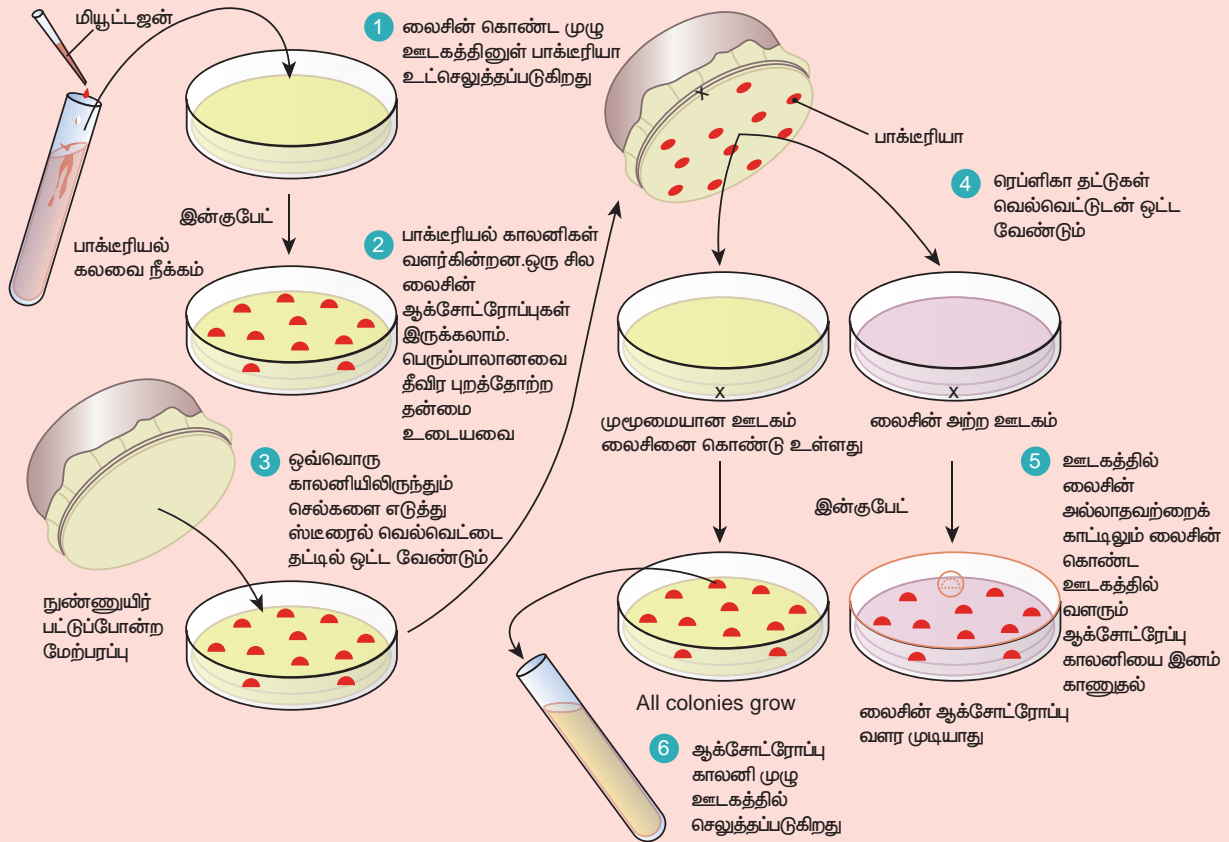 மியூட்டஜன்
பாக்டீரியல்
கலவை நீக்கம்
1 லைசின் கொண்ட முழு
ஊடகத்தினுள் பாக்டீரியா
உட்செலுத்தப்படுகிறது
இன்குபேட்
2 பாக்டீரியல் காலனிகள்
வளர்கின்றன.ஒரு சில
லைசின்
ஆக்சோட்ரோப்புகள்
இருக்கலாம்.
பெரும்பாலானவை
தீவிர புறத்தோற்ற
தன்மை
உடையவை
3 ஒவ்வொரு
காலனியிலிருந்தும்
செல்களை எடுத்து
ஸ்டீரைல் வெல்வெட்டை
தட்டில் ஒட்ட வேண்டும்
நுண்ணுயிர்
பட்டுப்போன்ற
மேற்பரப்பு
x
பாக்டீரியா
4 ரெப்ளிகா தட்டுகள்
வெல்வெட்டுடன் ஒட்ட
வேண்டும்
x
x
முமூமையான ஊடகம்
லைசினை கொண்டு உள்ளது
லைசின் அற்ற ஊடகம்
இன்குபேட்
5 ஊடகத்தில்
லைசின்
அல்லாதவற்றைக்
காட்டிலும் லைசின்
கொண்ட
ஊடகத்தில்
வளரும்
ஆக்சோட்ரேப்பு
காலனியை இனம்
காணுதல்
All colonies grow
லைசின் ஆக்சோட்ரோப்பு
வளர முடியாது
6 ஆக்சோட்ரோப்பு
காலனி முழு
ஊடகத்தில்
செலுத்தப்படுகிறது